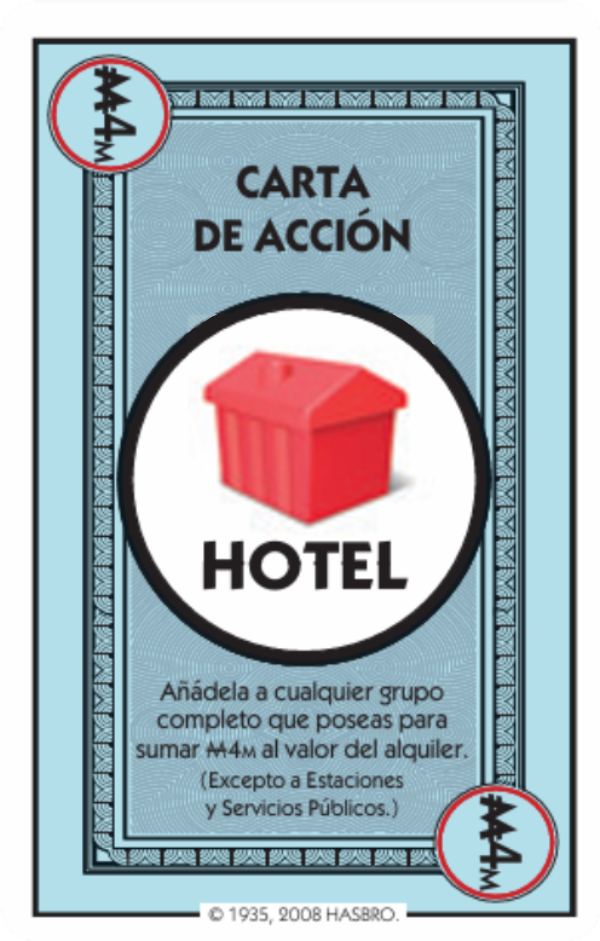 ₩4M
CARTA
DE ACCIÓN
HOTEL
Añádela a cualquier grupo
completo que poseas para
sumar ₩4M al valor del alquiler.
(Excepto a Estaciones
y Servicios Públicos.)
₩4M
© 1935, 2008 HASBRO.